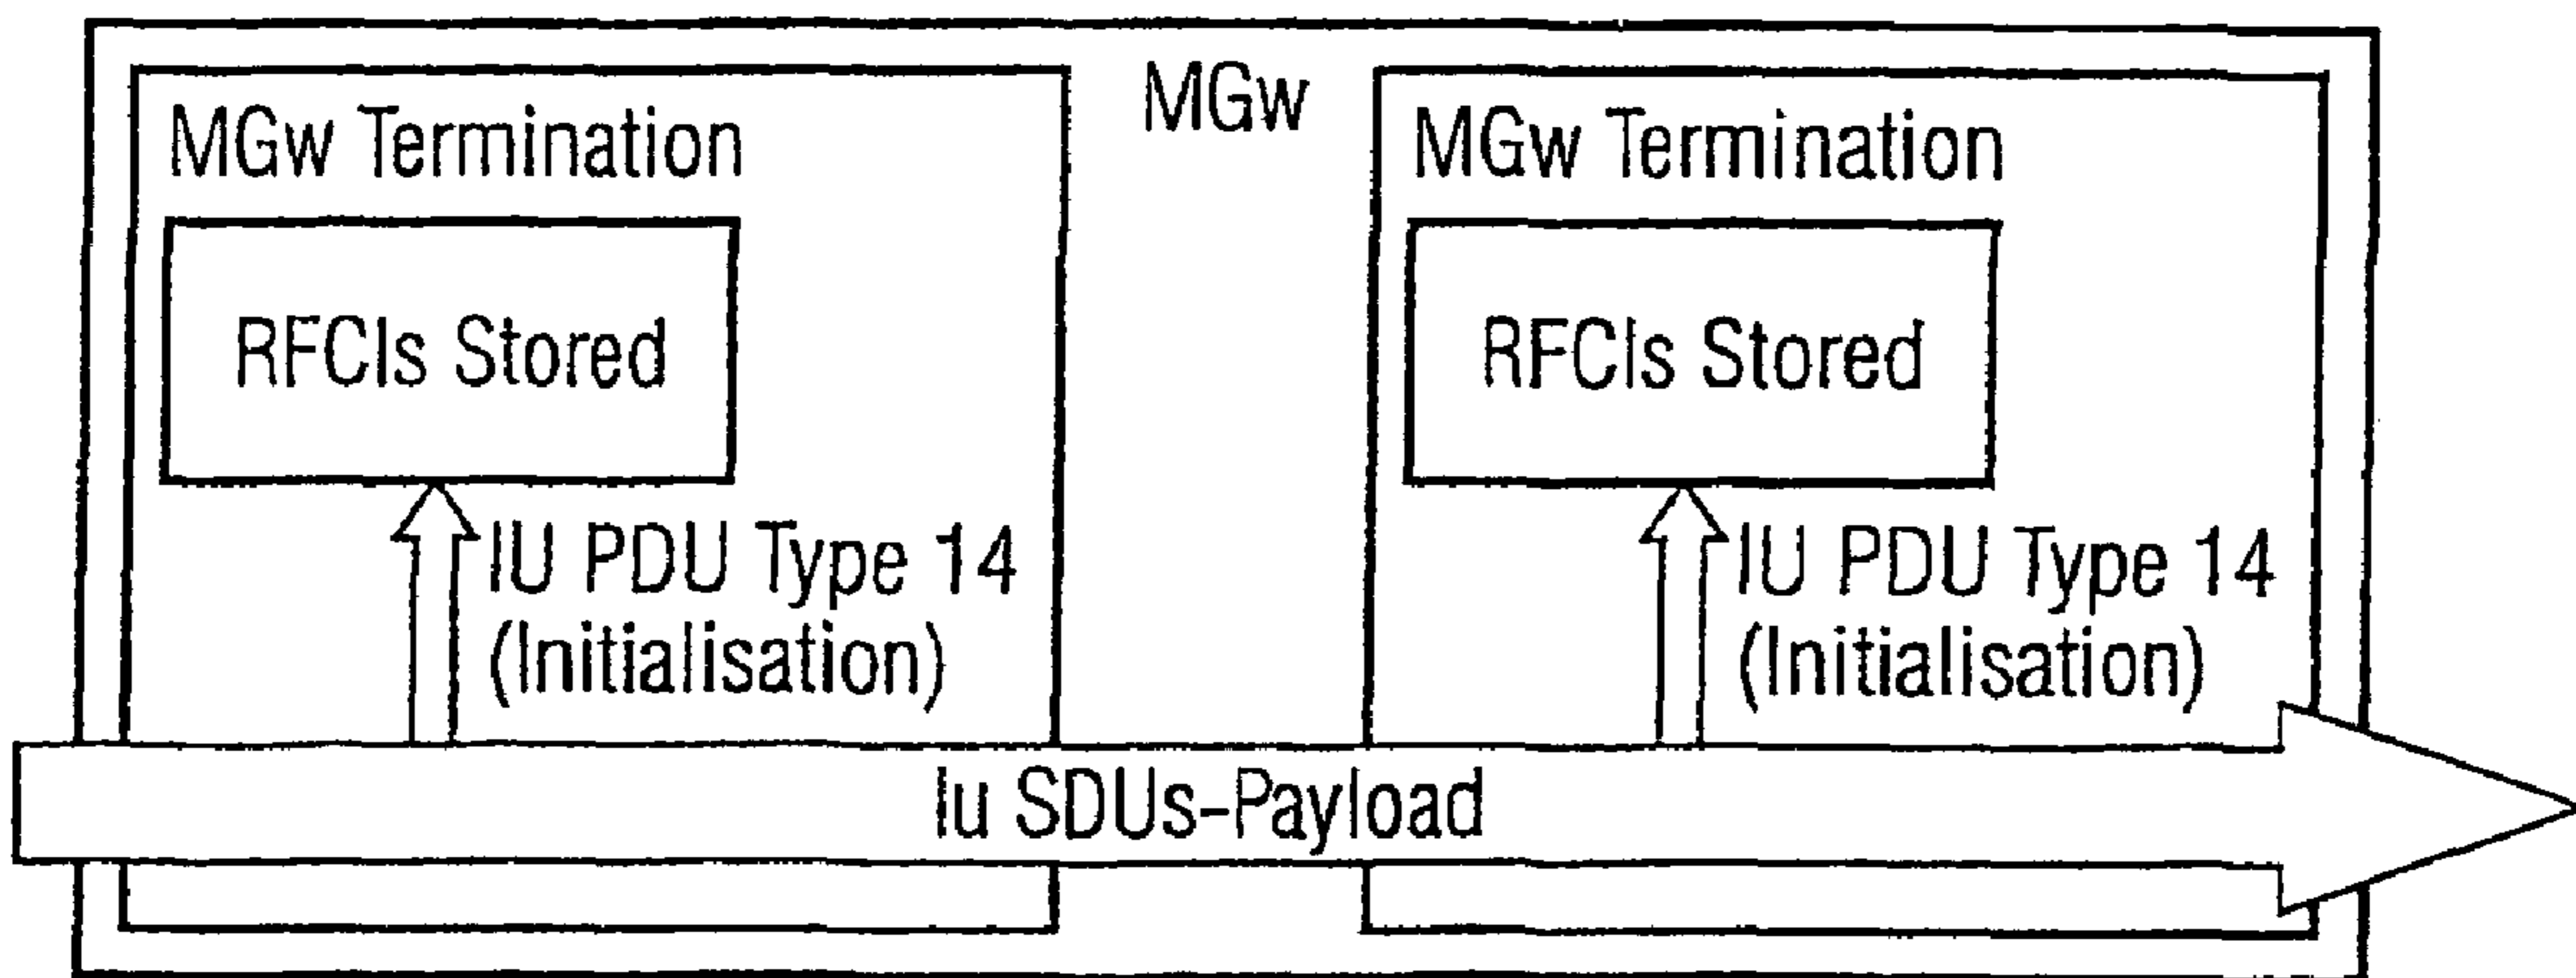 MGw
MGw Termination
RFCIs Stored
IU PDU Type 14
(Initialisation)
MGw Termination
RFCIs Stored
IU PDU Type 14
(Initialisation)
Iu SDUs-Payload